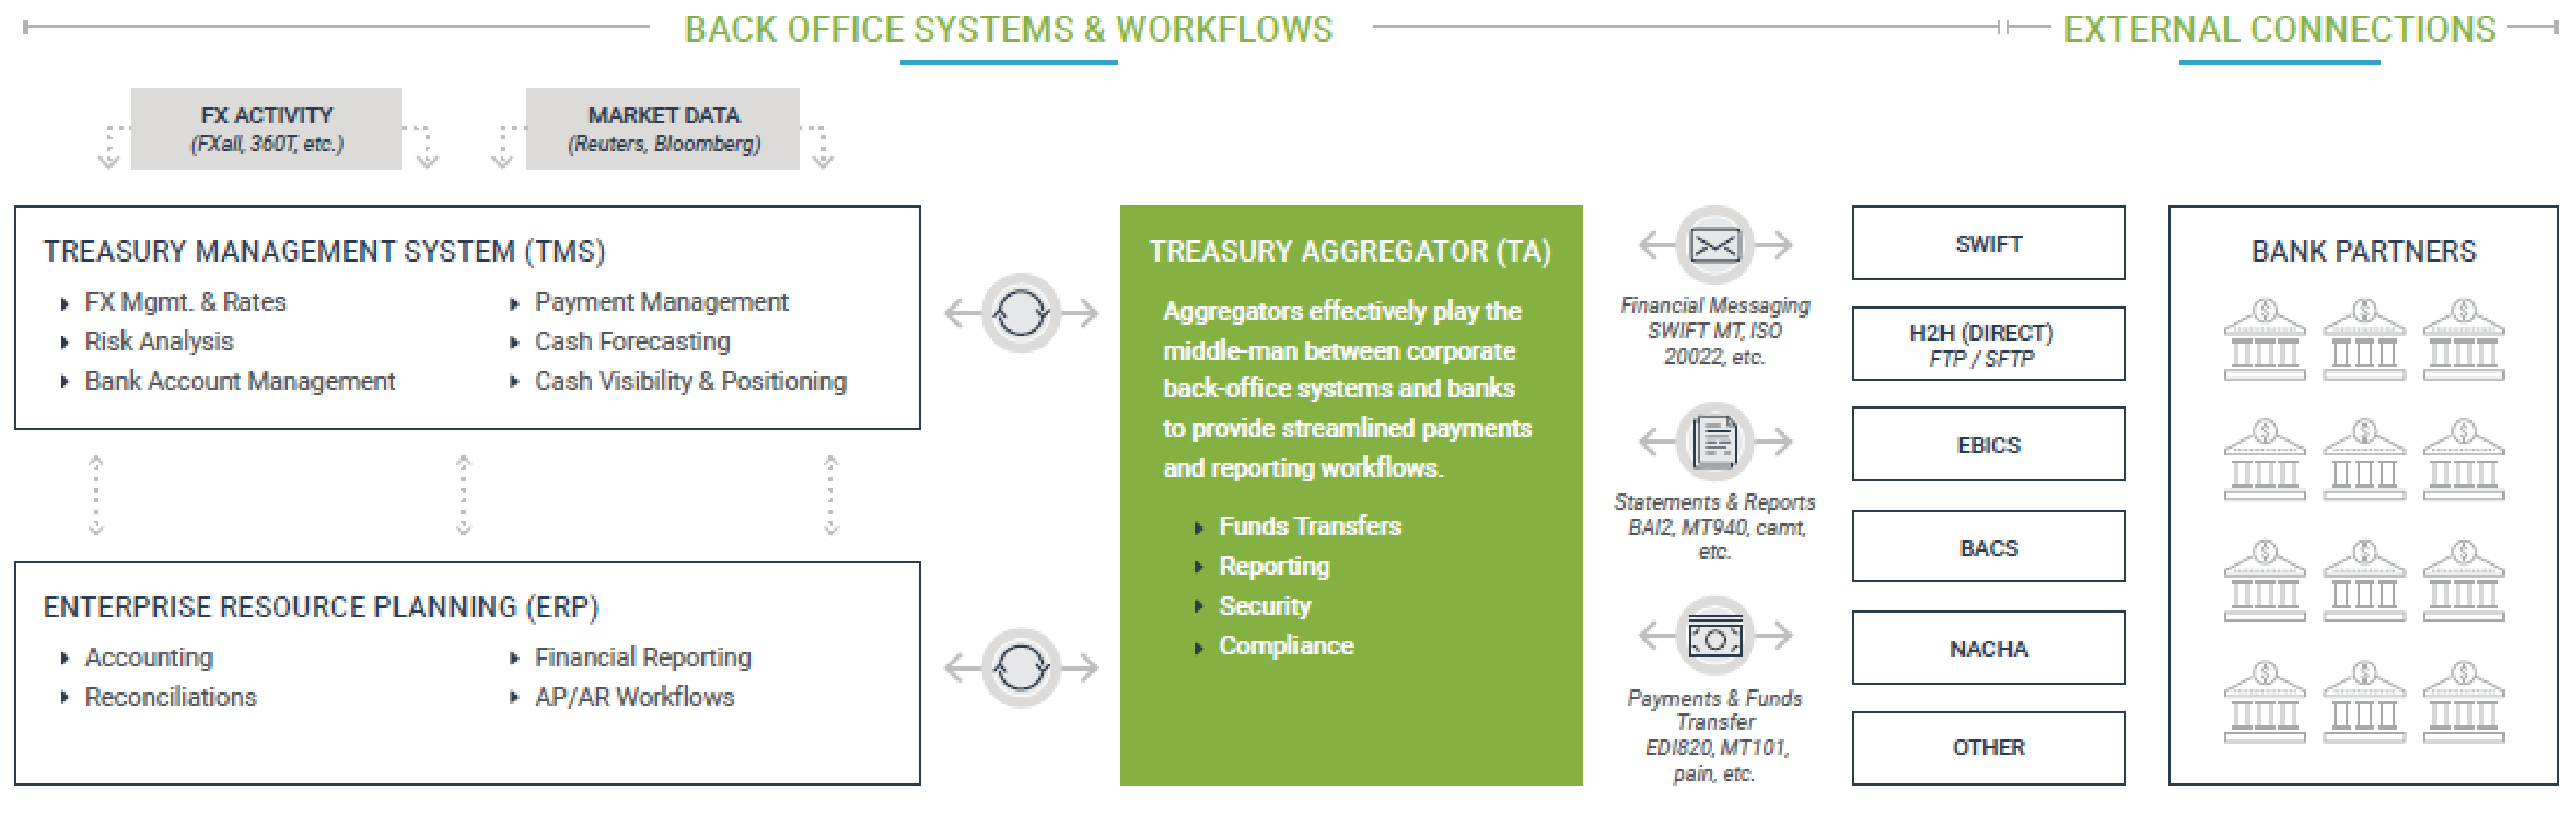 BACK OFFICE SYSTEMS & WORKFLOWS
EXTERNAL CONNECTIONS
FX ACTIVITY
(FXall, 360T, etc.)
MARKET DATA
(Reuters, Bloomberg)
TREASURY MANAGEMENT SYSTEM (TMS)
FX Mgmt. & Rates
Risk Analysis
Bank Account Management
Payment Management
Cash Forecasting
Cash Visibility & Positioning
ENTERPRISE RESOURCE PLANNING (ERP)
Accounting
Reconciliations
Financial Reporting
AP/AR Workflows
TREASURY AGGREGATOR (TA)
Aggregators effectively play the
middle-man between corporate
back-office systems and banks
to provide streamlined payments
and reporting workflows.
Funds Transfers
Reporting
Security
Compliance
Financial Messaging
SWIFT MT, ISO
20022, etc.
Statements & Reports
BAI2, MT940, camt,
etc.
Payments & Funds
Transfer
EDI820, MT101,
pain, etc.
SWIFT
H2H (DIRECT)
FTP / SFTP
EBICS
BACS
NACHA
OTHER
BANK PARTNERS